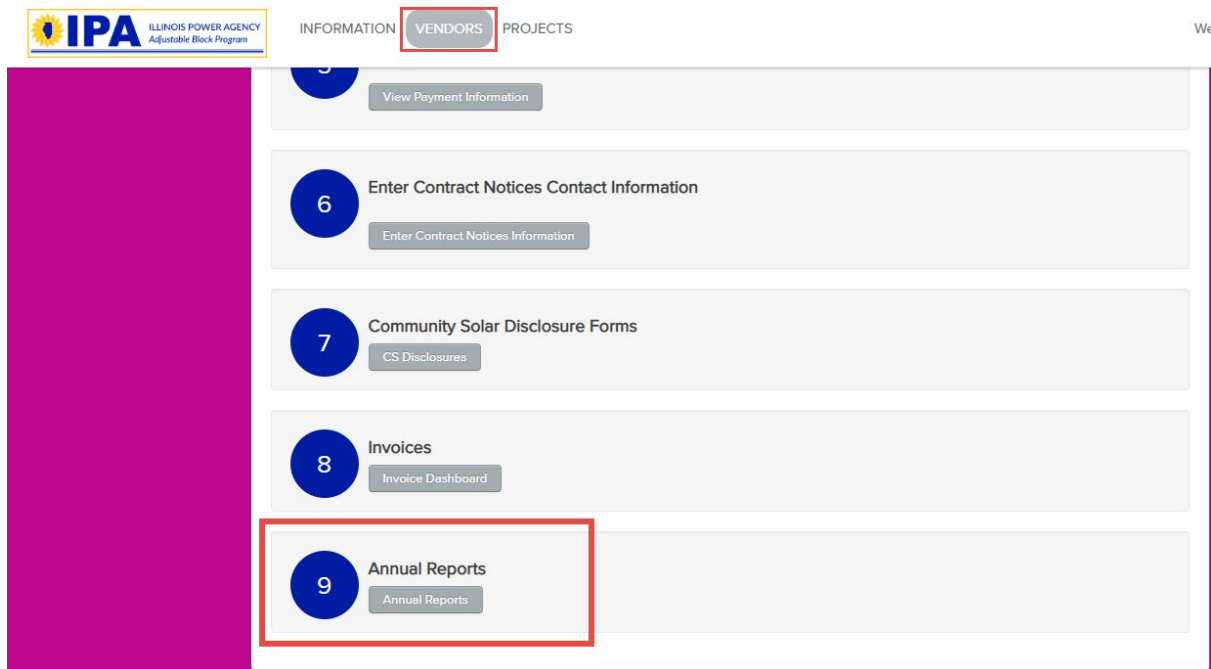 IPA ILLINOIS POWER AGENCY
Adjustable Block Program
INFORMATION VENDORS PROJECTS
We
View Payment Information
6 Enter Contract Notices Contact Information
Enter Contract Notices Information
7 Community Solar Disclosure Forms
CS Disclosures
8 Invoices
Invoice Dashboard
9 Annual Reports
Annual Reports